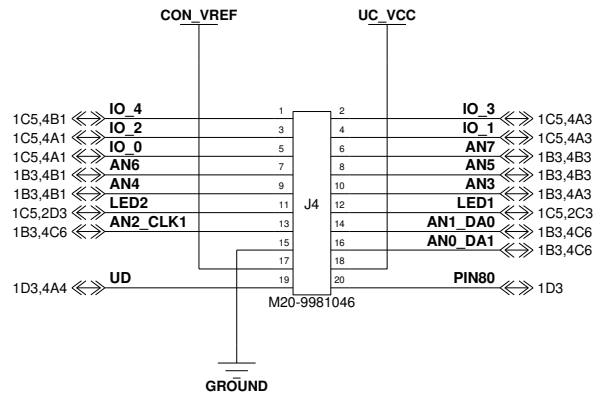 CON_VREF UC_VCC
1C5,4B1 IO_4 1 2 IO_3 1C5,4A3
1C5,4A1 IO_2 3 4 IO_1 1C5,4A3
1C5,4A1 IO_0 5 6 AN7 1B3,4B3
1B3,4B1 AN6 7 8 AN5 1B3,4B3
1B3,4B1 AN4 9 10 AN3 1B3,4A3
J4
1C5,2D3 LED2 11 12 LED1 1C5,2C3
1B3,4C6 AN2_CLK1 13 14 AN1_DA0 1B3,4C6
15 16 AN0_DA1 1B3,4C6
17 18
1D3,4A4 UD 19 20 PIN80 1D3
M20-9981046
GROUND